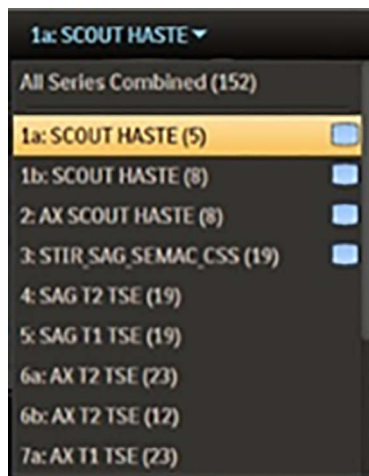 1a: SCOUT HASTE
All Series Combined (152)
1a: SCOUT HASTE (5)
1b: SCOUT HASTE (8)
2: AX SCOUT HASTE (8)
3: STIR_SAG_SEMAC_CSS (19)
4: SAG T2 TSE (19)
5: SAG T1 TSE (19)
6a: AX T2 TSE (23)
6b: AX T2 TSE (12)
7a: AX T1 TSE (23)